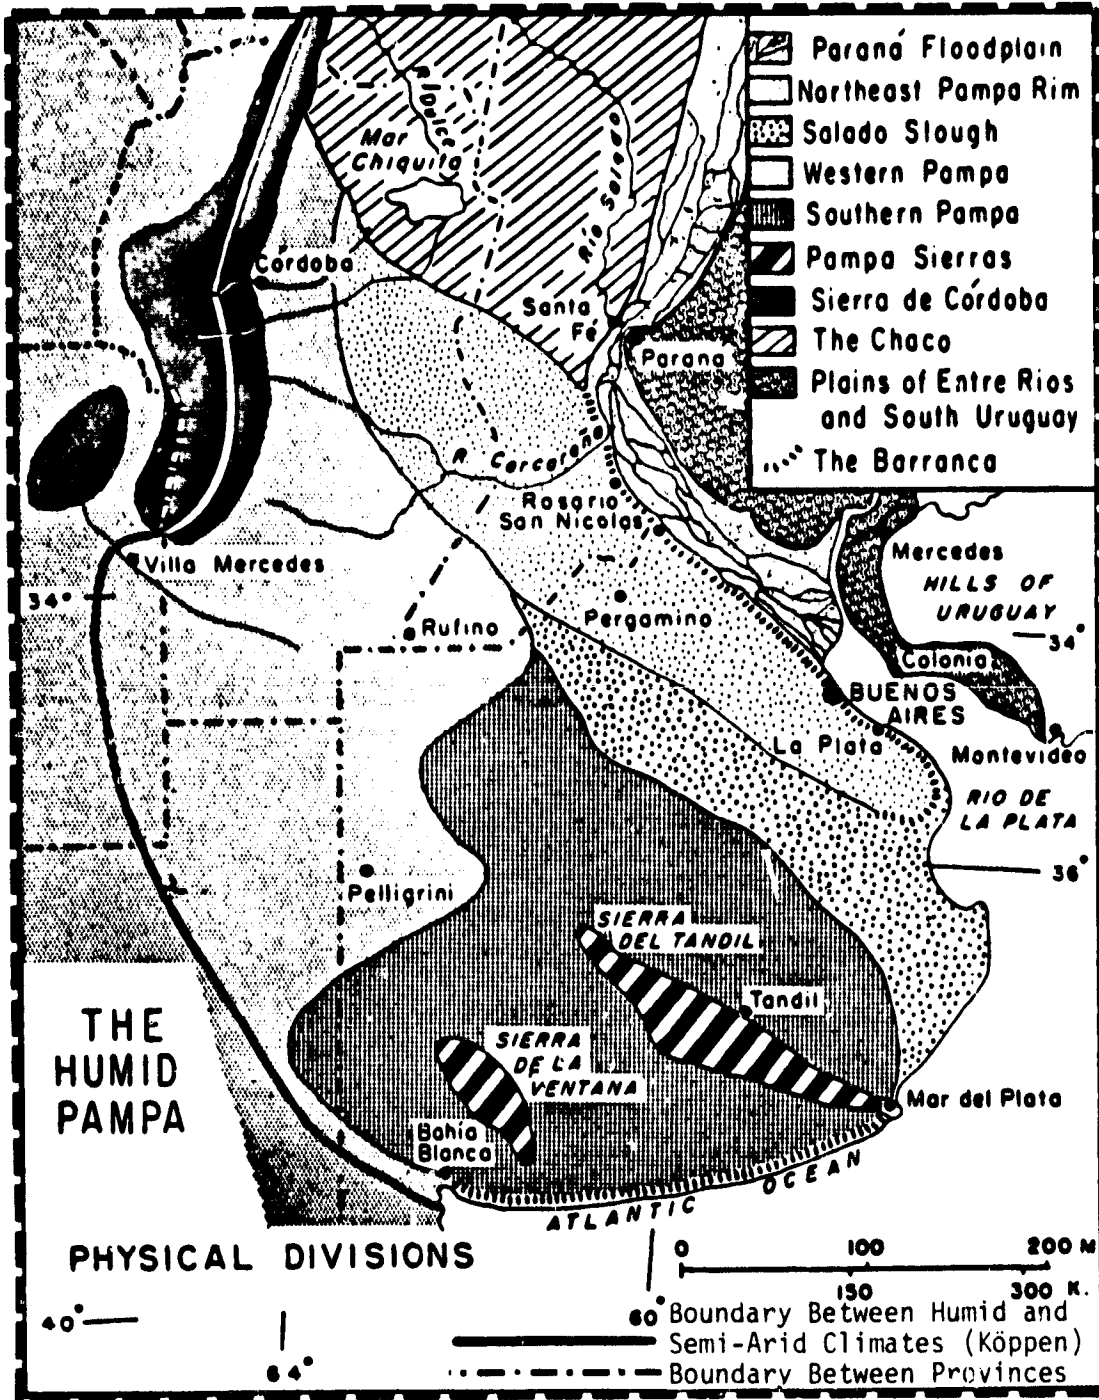 Paraná Floodplain
Northeast Pampa Rim
Salado Slough
Western Pampa
Southern Pampa
Pampa Sierras
Sierra de Córdoba
The Chaco
Plains of Entre Rios
and South Uruguay
The Barranca
R. Dulce
Mar
Chiquita
Río Salado
Córdoba
Santa
Fé
Parana
R. Carcaraña
Rosario
San Nicolas
Mercedes
HILLS OF
URUGUAY
Villa Mercedes
34°
Rufino
Pergamino
34°
Colonia
BUENOS
AIRES
La Plata
Montevideo
RIO DE
LA PLATA
36°
Pelligrini
SIERRA
DEL TANDIL
Tandil
THE
HUMID
PAMPA
SIERRA
DE LA
VENTANA
Mar del Plata
Bahia
Blanca
ATLANTIC OCEAN
PHYSICAL DIVISIONS
0 100 200 M
150 300 K.
40°
64°
60°
Boundary Between Humid and
Semi-Arid Climates (Köppen)
Boundary Between Provinces